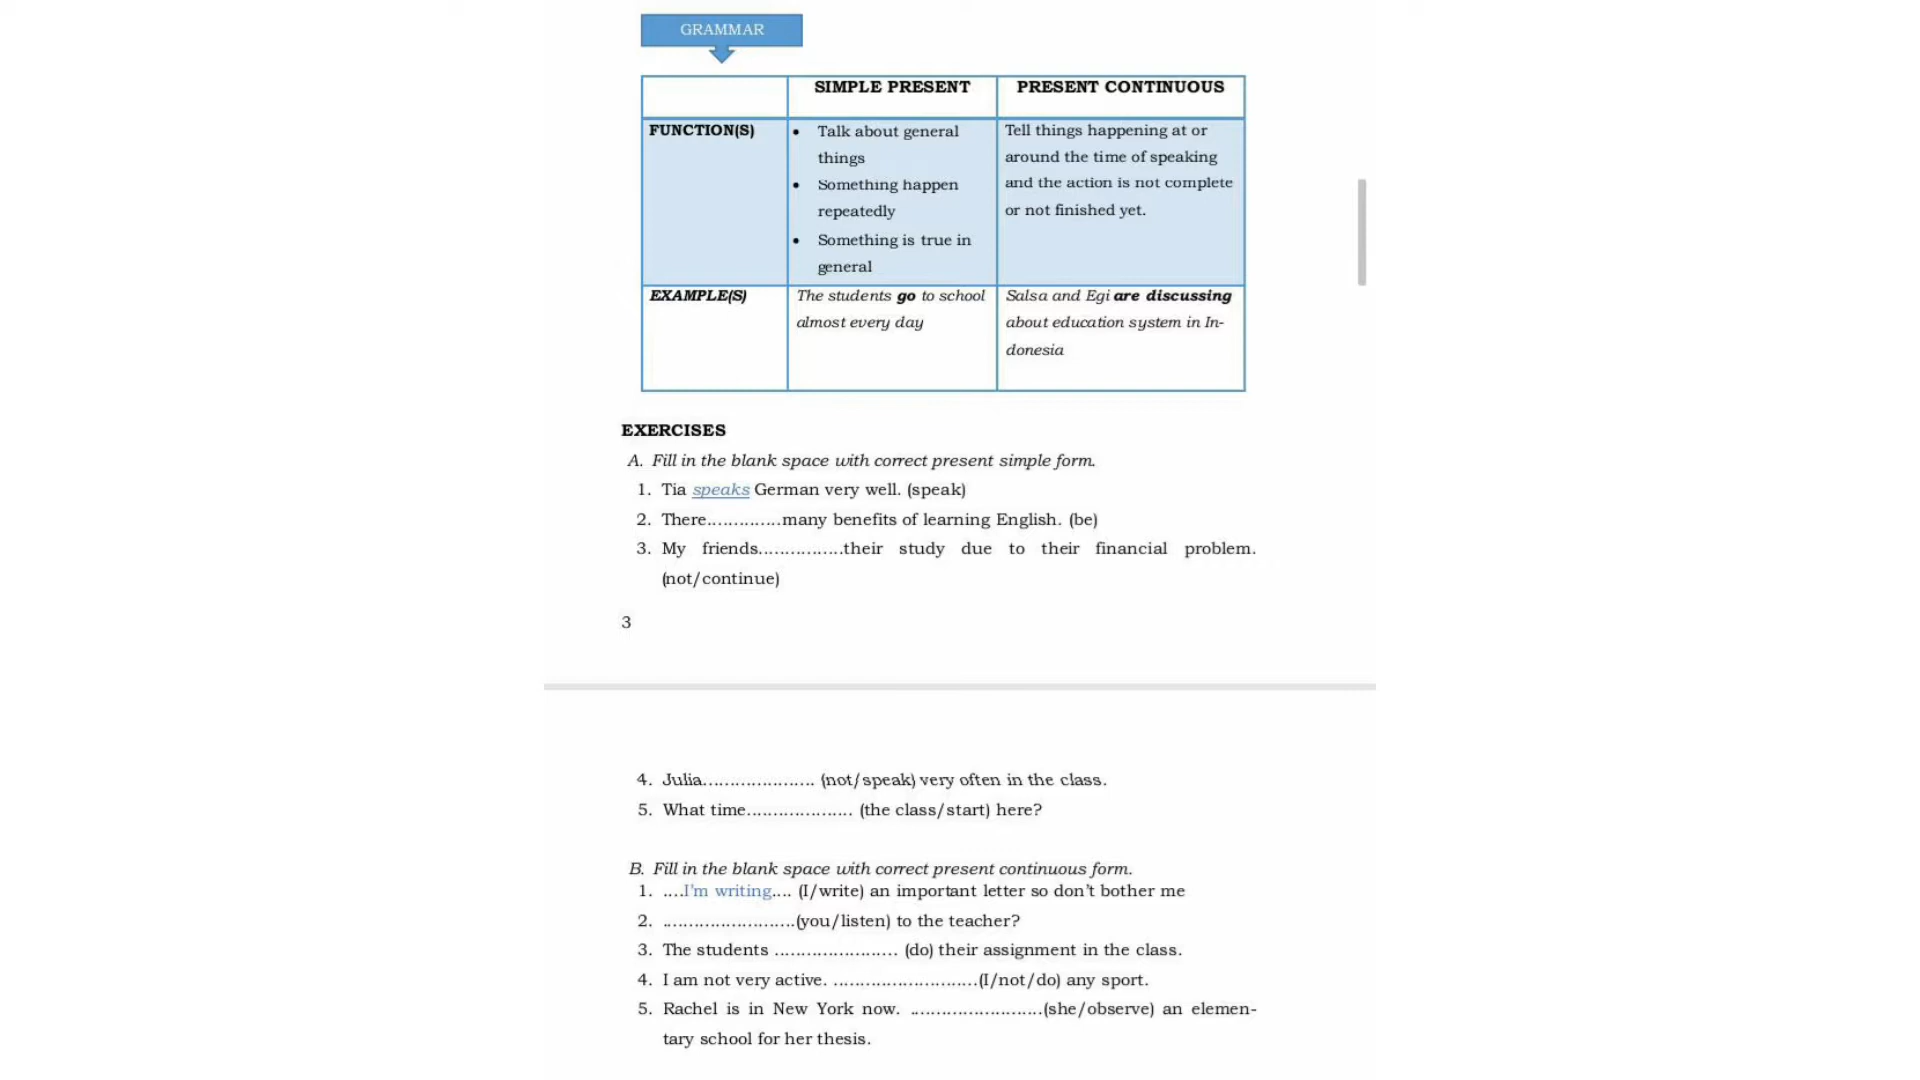 GRAMMAR
SIMPLE PRESENT
PRESENT CONTINUOUS
FUNCTION(S)
• Talk about general
things
• Something happen
repeatedly
• Something is true in
general
Tell things happening at or
around the time of speaking
and the action is not complete
or not finished yet.
EXAMPLE(S)
The students go to school
almost every day
Salsa and Egi are discussing
about education system in In-
donesia
EXERCISES
A. Fill in the blank space with correct present simple form.
1. Tia speaks German very well. (speak)
2. There..............many benefits of learning English. (be)
3. My friends................their study due to their financial problem.
(not/continue)
3
4. Julia..................... (not/speak) very often in the class.
5. What time.................... (the class/start) here?
B. Fill in the blank space with correct present continuous form.
1. ....I'm writing.... (I/write) an important letter so don't bother me
2. .........................(you/listen) to the teacher?
3. The students ....................... (do) their assignment in the class.
4. I am not very active. ...........................(I/not/do) any sport.
5. Rachel is in New York now. .........................(she/observe) an elemen-
tary school for her thesis.